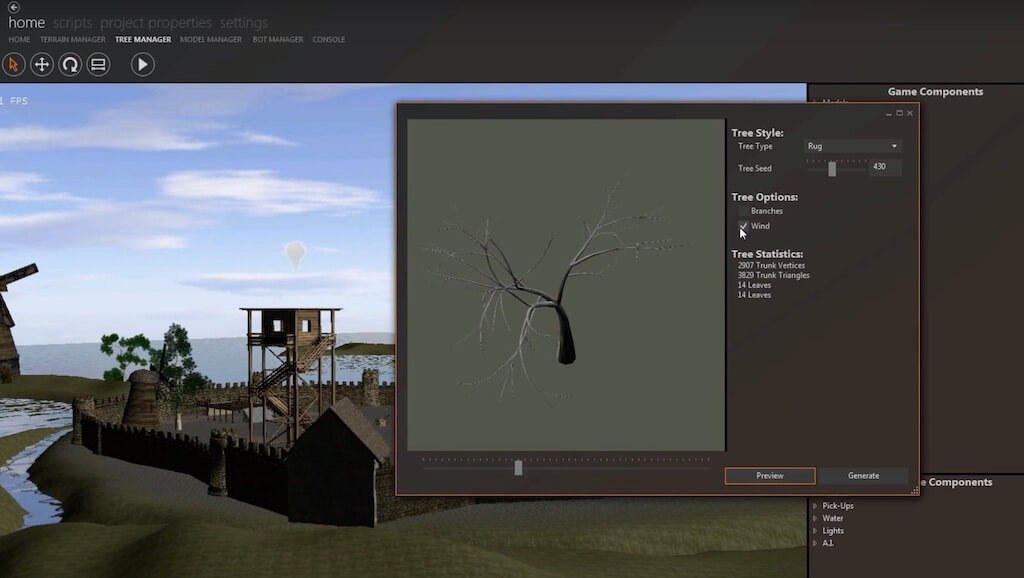 home scripts project properties settings
HOME TERRAIN MANAGER TREE MANAGER MODEL MANAGER BOT MANAGER CONSOLE
FPS
Game Components
Models
Tree Style:
Tree Type Rug
Tree Seed 430
Tree Options:
Branches
Wind
Tree Statistics:
2907 Trunk Vertices
3829 Trunk Triangles
14 Leaves
14 Leaves
Preview Generate
e Components
Pick-Ups
Water
Lights
A.I.